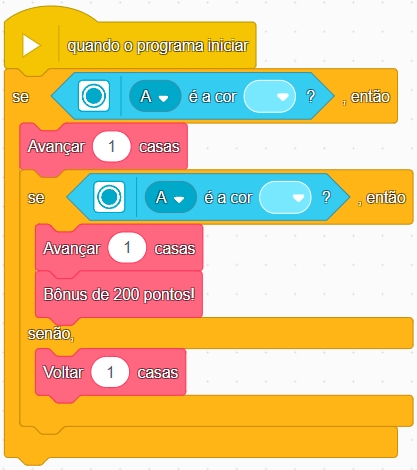 quando o programa iniciar
se A é a cor ? , então
Avançar 1 casas
se A é a cor ? , então
Avançar 1 casas
Bônus de 200 pontos!
senão,
Voltar 1 casas